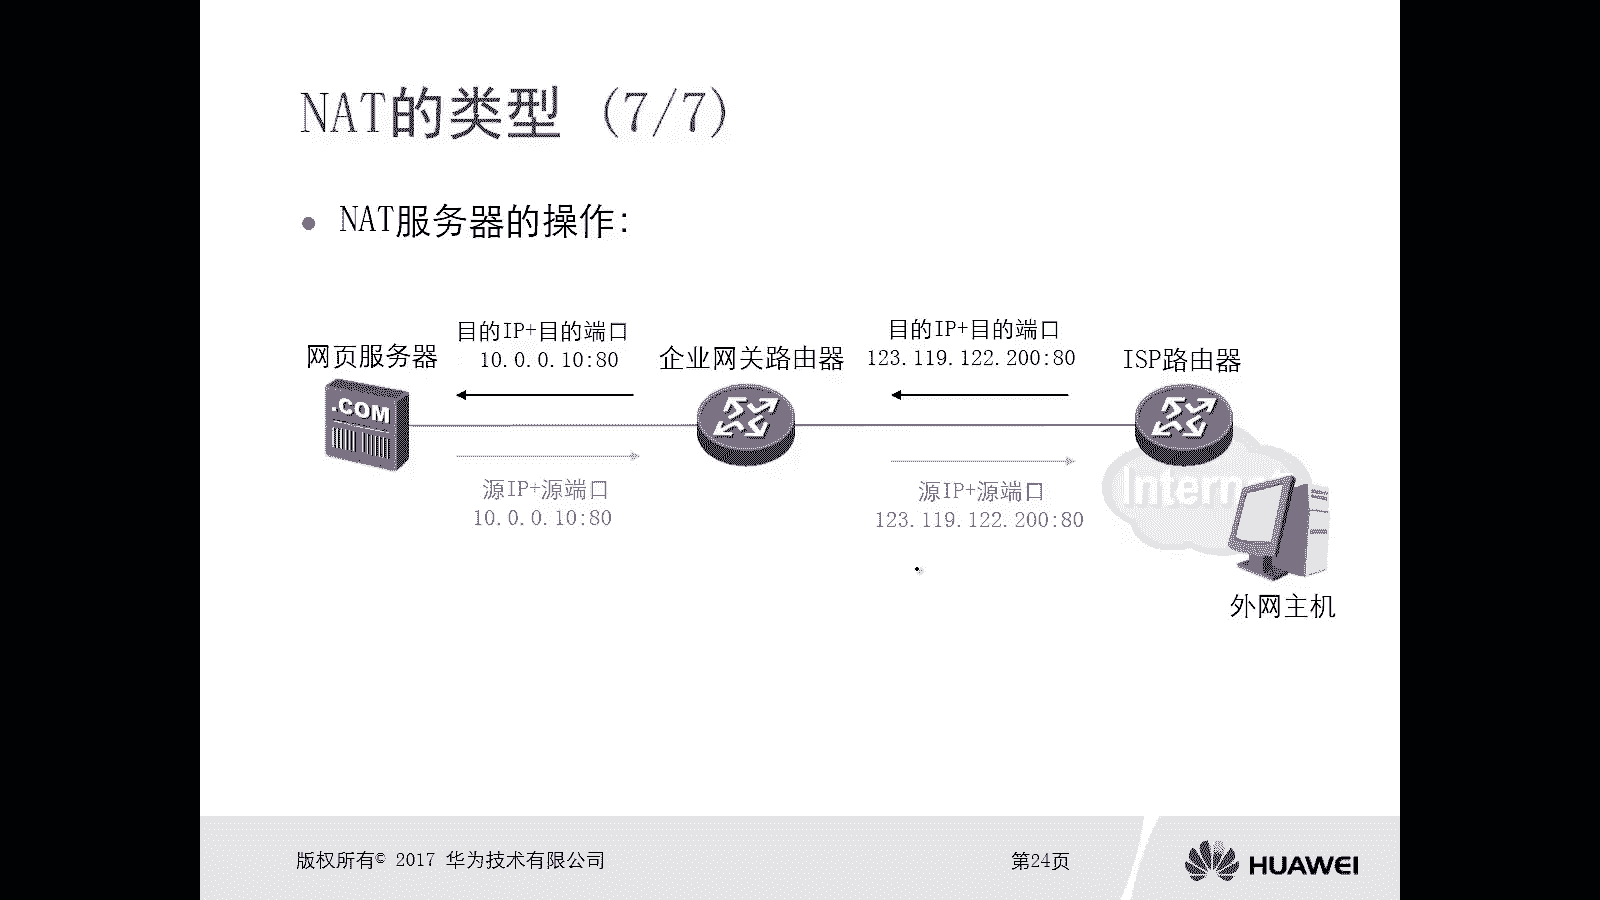 NAT的类型 (7/7)
NAT服务器的操作:
目的IP+目的端口
10.0.0.10:80
目的IP+目的端口
123.119.122.200:80
网页服务器
企业网关路由器
ISP路由器
.COM
源IP+源端口
10.0.0.10:80
源IP+源端口
123.119.122.200:80
Intern
外网主机
版权所有© 2017 华为技术有限公司
第24页
HUAWEI